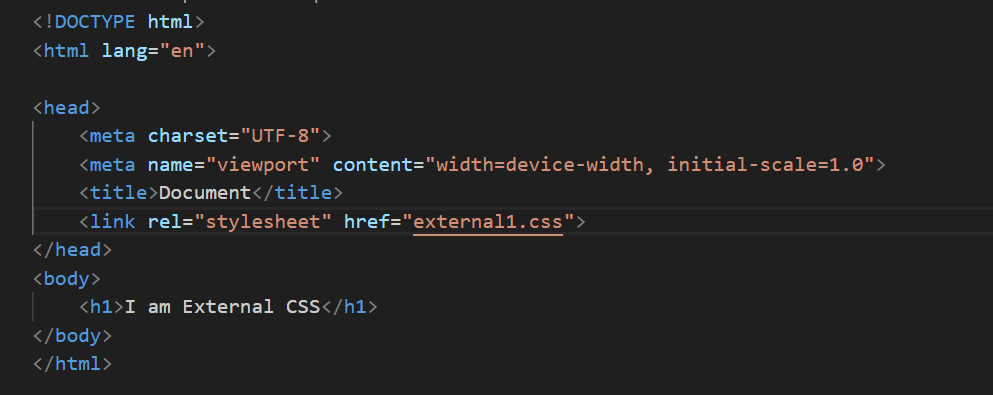 <!DOCTYPE html>
<html lang="en">
<head>
<meta charset="UTF-8">
<meta name="viewport" content="width=device-width, initial-scale=1.0">
<title>Document</title>
<link rel="stylesheet" href="external1.css">
</head>
<body>
<h1>I am External CSS</h1>
</body>
</html>